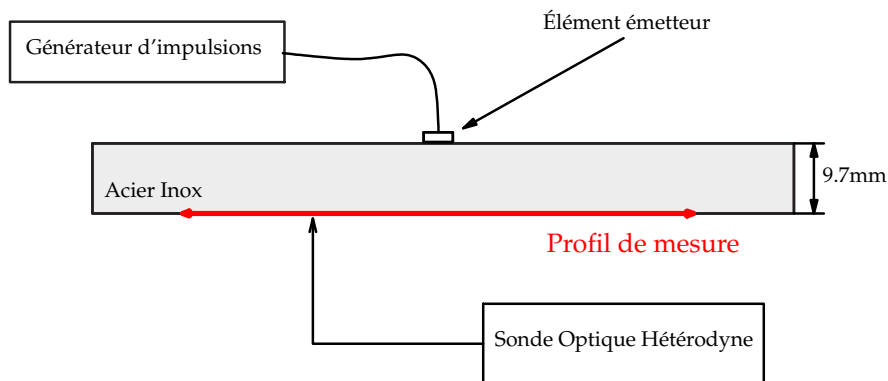 Élément émetteur
Générateur d'impulsions
Acier Inox
9.7mm
Profil de mesure
Sonde Optique Hétérodyne